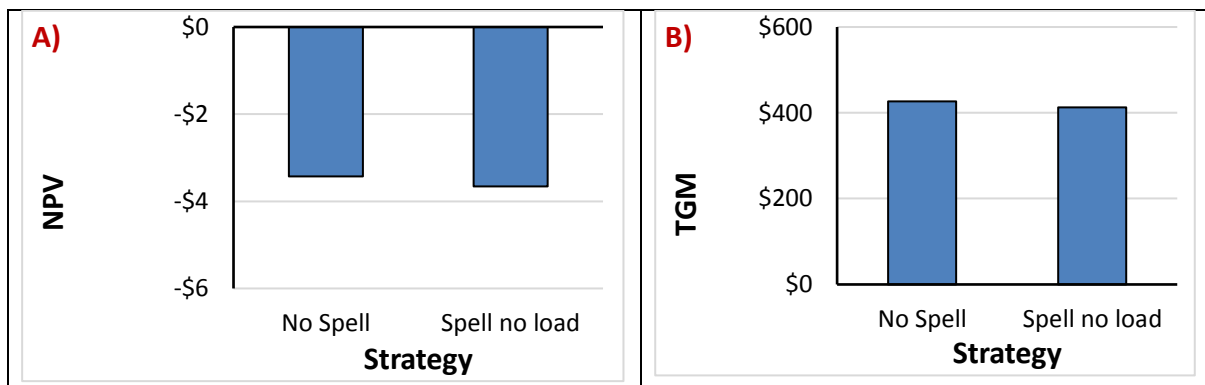 A)
$0
-$2
-$4
-$6
NPV
No Spell Spell no load
Strategy
B)
$600
$400
$200
$0
TGM
No Spell Spell no load
Strategy